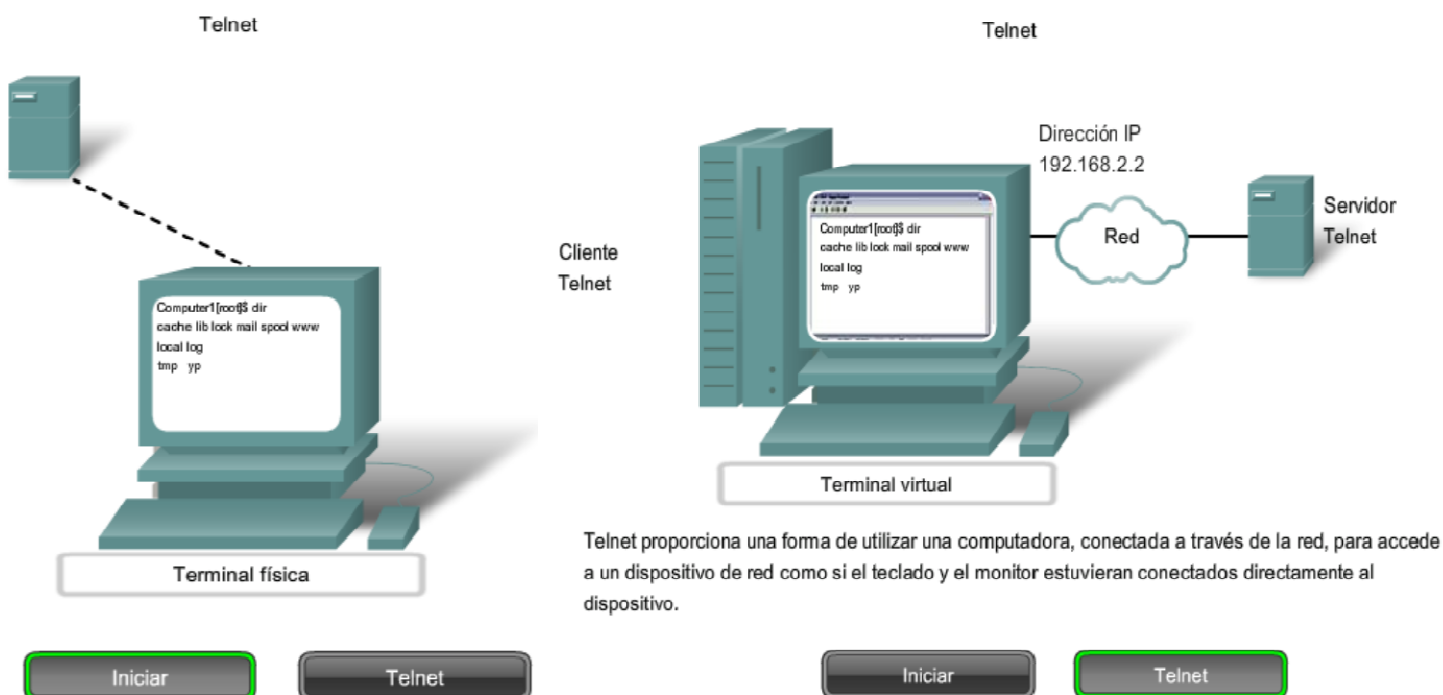 Telnet
Computer1[root]$ dir
cache lib lock mail spool www
local log
tmp yp
Terminal física
Iniciar
Telnet
Telnet
Cliente
Telnet
Computer1[root]$ dir
cache lib lock mail spool www
local log
tmp yp
Dirección IP
192.168.2.2
Red
Servidor
Telnet
Terminal virtual
Telnet proporciona una forma de utilizar una computadora, conectada a través de la red, para accede
a un dispositivo de red como si el teclado y el monitor estuvieran conectados directamente al
dispositivo.
Iniciar
Telnet